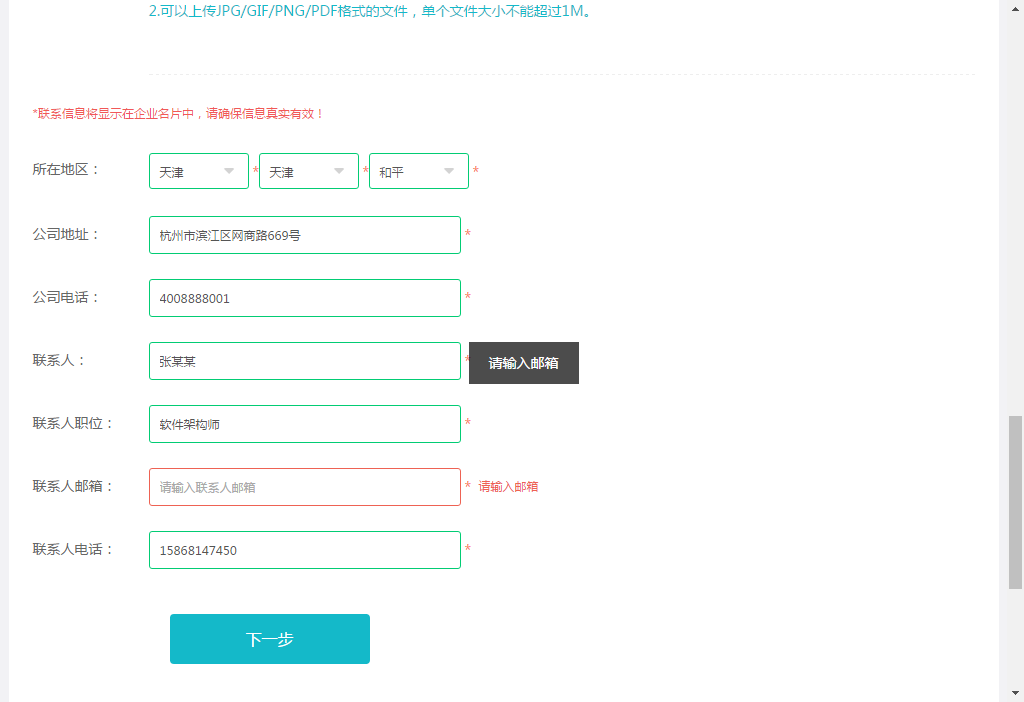 2.可以上传JPG/GIF/PNG/PDF格式的文件，单个文件大小不能超过1M。
*联系信息将显示在企业名片中，请确保信息真实有效！
所在地区： 天津 * 天津 * 和平 *
公司地址： 杭州市滨江区网商路669号 *
公司电话： 4008888001 *
联系人： 张某某 * 请输入邮箱
联系人职位： 软件架构师 *
联系人邮箱： 请输入联系人邮箱 * 请输入邮箱
联系人电话： 15868147450 *
下一步